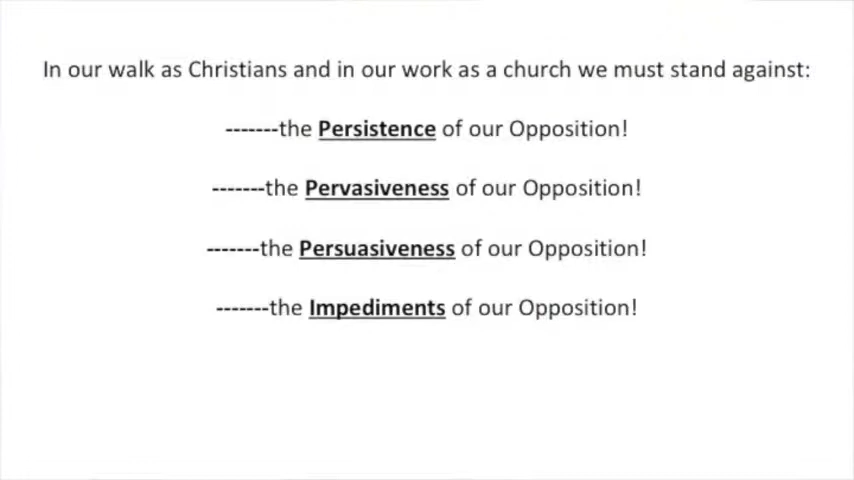 In our walk as Christians and in our work as a church we must stand against:
-------the Persistence of our Opposition!
-------the Pervasiveness of our Opposition!
-------the Persuasiveness of our Opposition!
-------the Impediments of our Opposition!